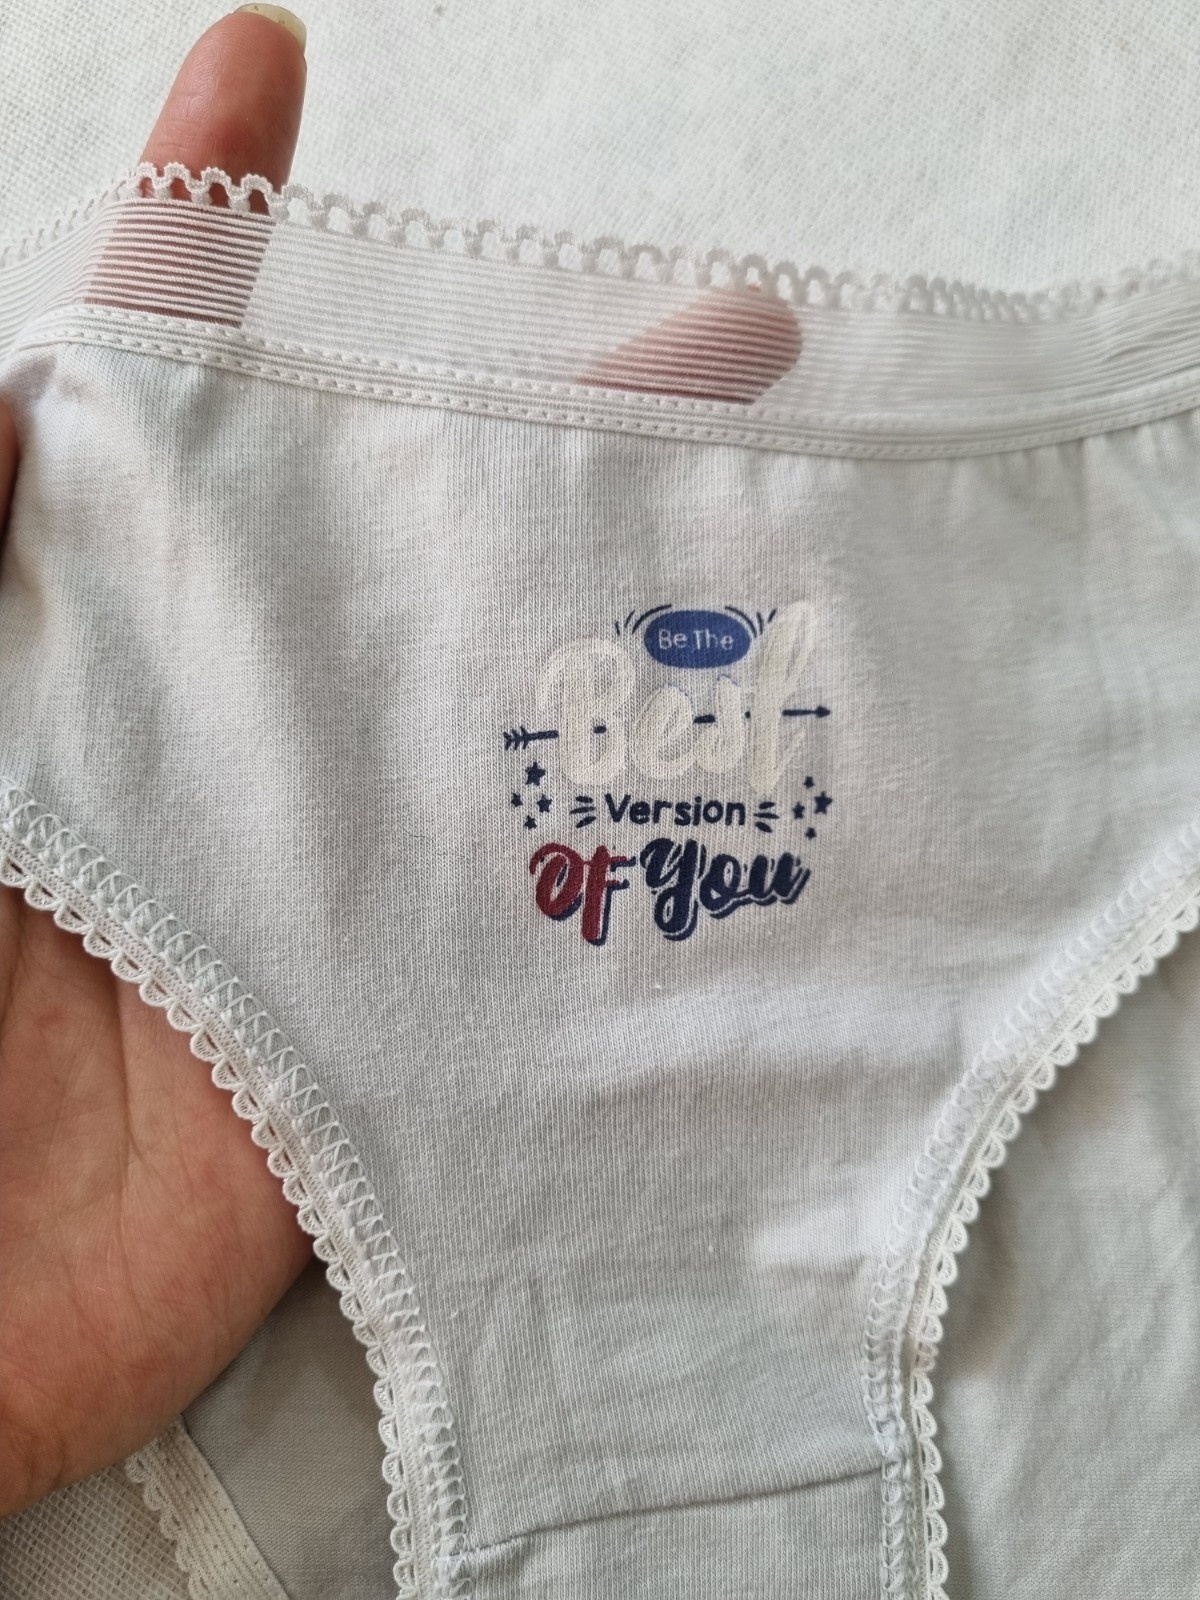 Be The
Best
Version
Of You